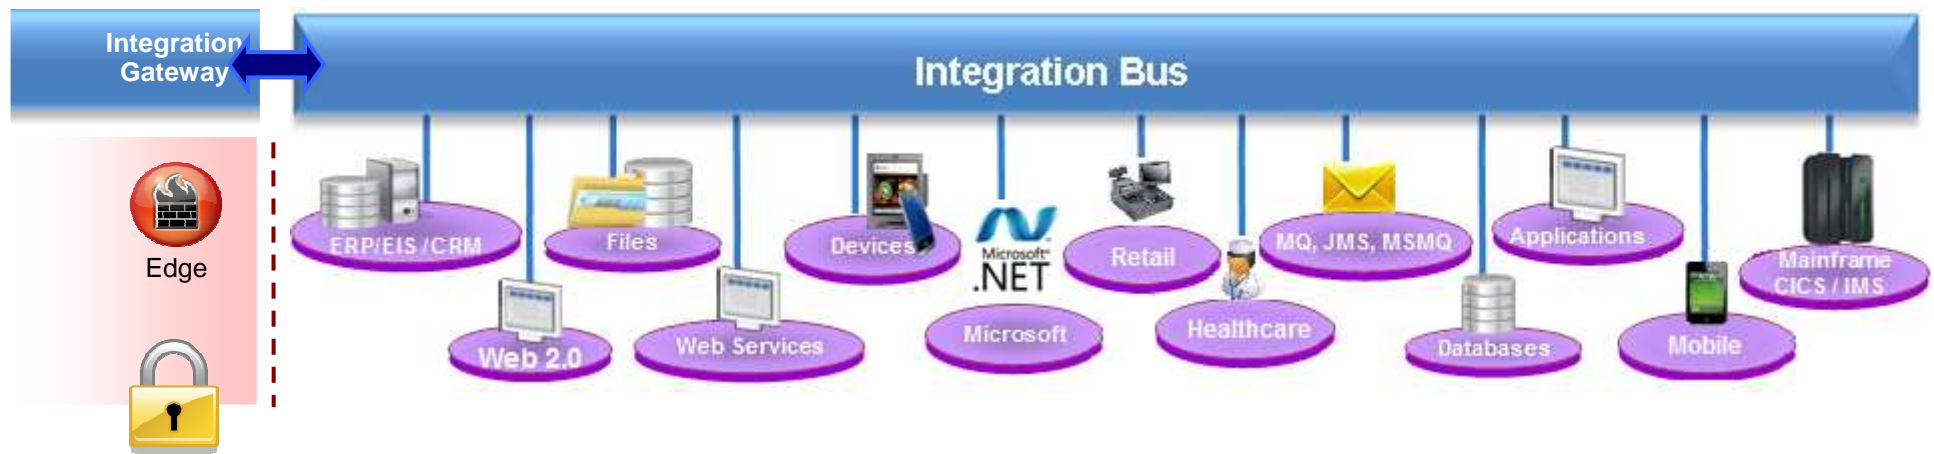 Integration
Gateway
Integration Bus
Edge
ERP/EIS/CRM
Web 2.0
Files
Web Services
Devices
Microsoft®
.NET
Microsoft
Retail
Healthcare
MQ, JMS, MSMQ
Databases
Applications
Mobile
Mainframe
CICS / IMS